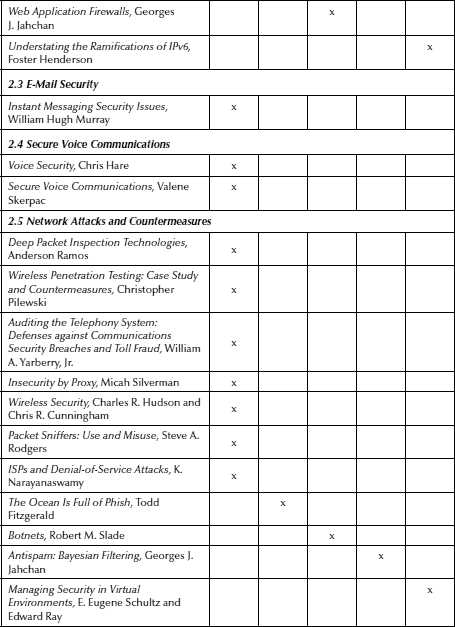 Web Application Firewalls, Georges x
J. Jahchan
Understating the Ramifications of IPv6, x
Foster Henderson
2.3 E-Mail Security
Instant Messaging Security Issues, x
William Hugh Murray
2.4 Secure Voice Communications
Voice Security, Chris Hare x
Secure Voice Communications, Valene x
Skerpac
2.5 Network Attacks and Countermeasures
Deep Packet Inspection Technologies, x
Anderson Ramos
Wireless Penetration Testing: Case Study
and Countermeasures, Christopher x
Pilewski
Auditing the Telephony System:
Defenses against Communications
Security Breaches and Toll Fraud, William x
A. Yarberry, Jr.
Insecurity by Proxy, Micah Silverman x
Wireless Security, Charles R. Hudson and x
Chris R. Cunningham
Packet Sniffers: Use and Misuse, Steve A. x
Rodgers
ISPs and Denial-of-Service Attacks, K. x
Narayanaswamy
The Ocean Is Full of Phish, Todd x
Fitzgerald
Botnets, Robert M. Slade x
Antispam: Bayesian Filtering, Georges J. x
Jahchan
Managing Security in Virtual x
Environments, E. Eugene Schultz and
Edward Ray